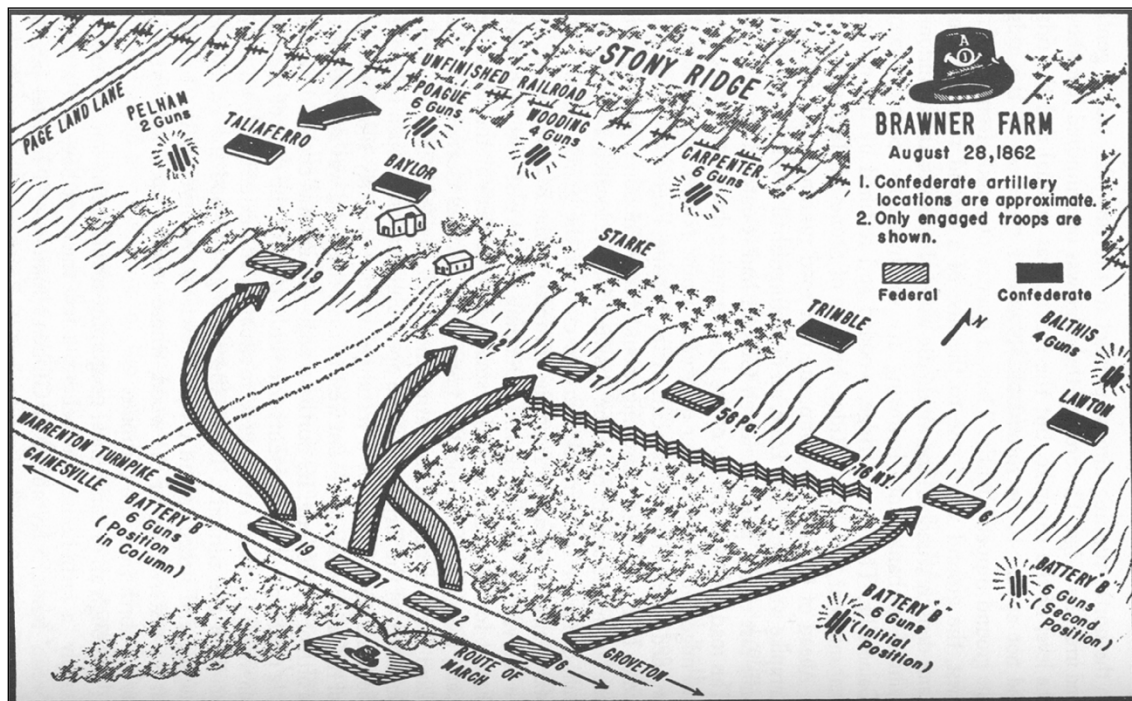 STONY RIDGE
UNFINISHED RAILROAD
PAGE LAND LANE
PELHAM
2 Guns
TALIAFERRO
POAGUE
6 Guns
WOODING
4 Guns
CARPENTER
6 Guns
BAYLOR
A
BRAWNER FARM
August 28,1862
1. Confederate artillery
locations are approximate.
2. Only engaged troops are
shown.
Federal
Confederate
STARKE
TRIMBLE
N
BALTHIS
4 Guns
LAWTON
19
2
7
56 Pa.
76 NY
6
WARRENTON TURNPIKE
GAINESVILLE
BATTERY "B"
6 Guns
(Position
in Column)
19
7
2
6
ROUTE OF
MARCH
GROVETON
BATTERY "B"
6 Guns
(Initial
Position)
BATTERY "B"
6 Guns
(Second
Position)